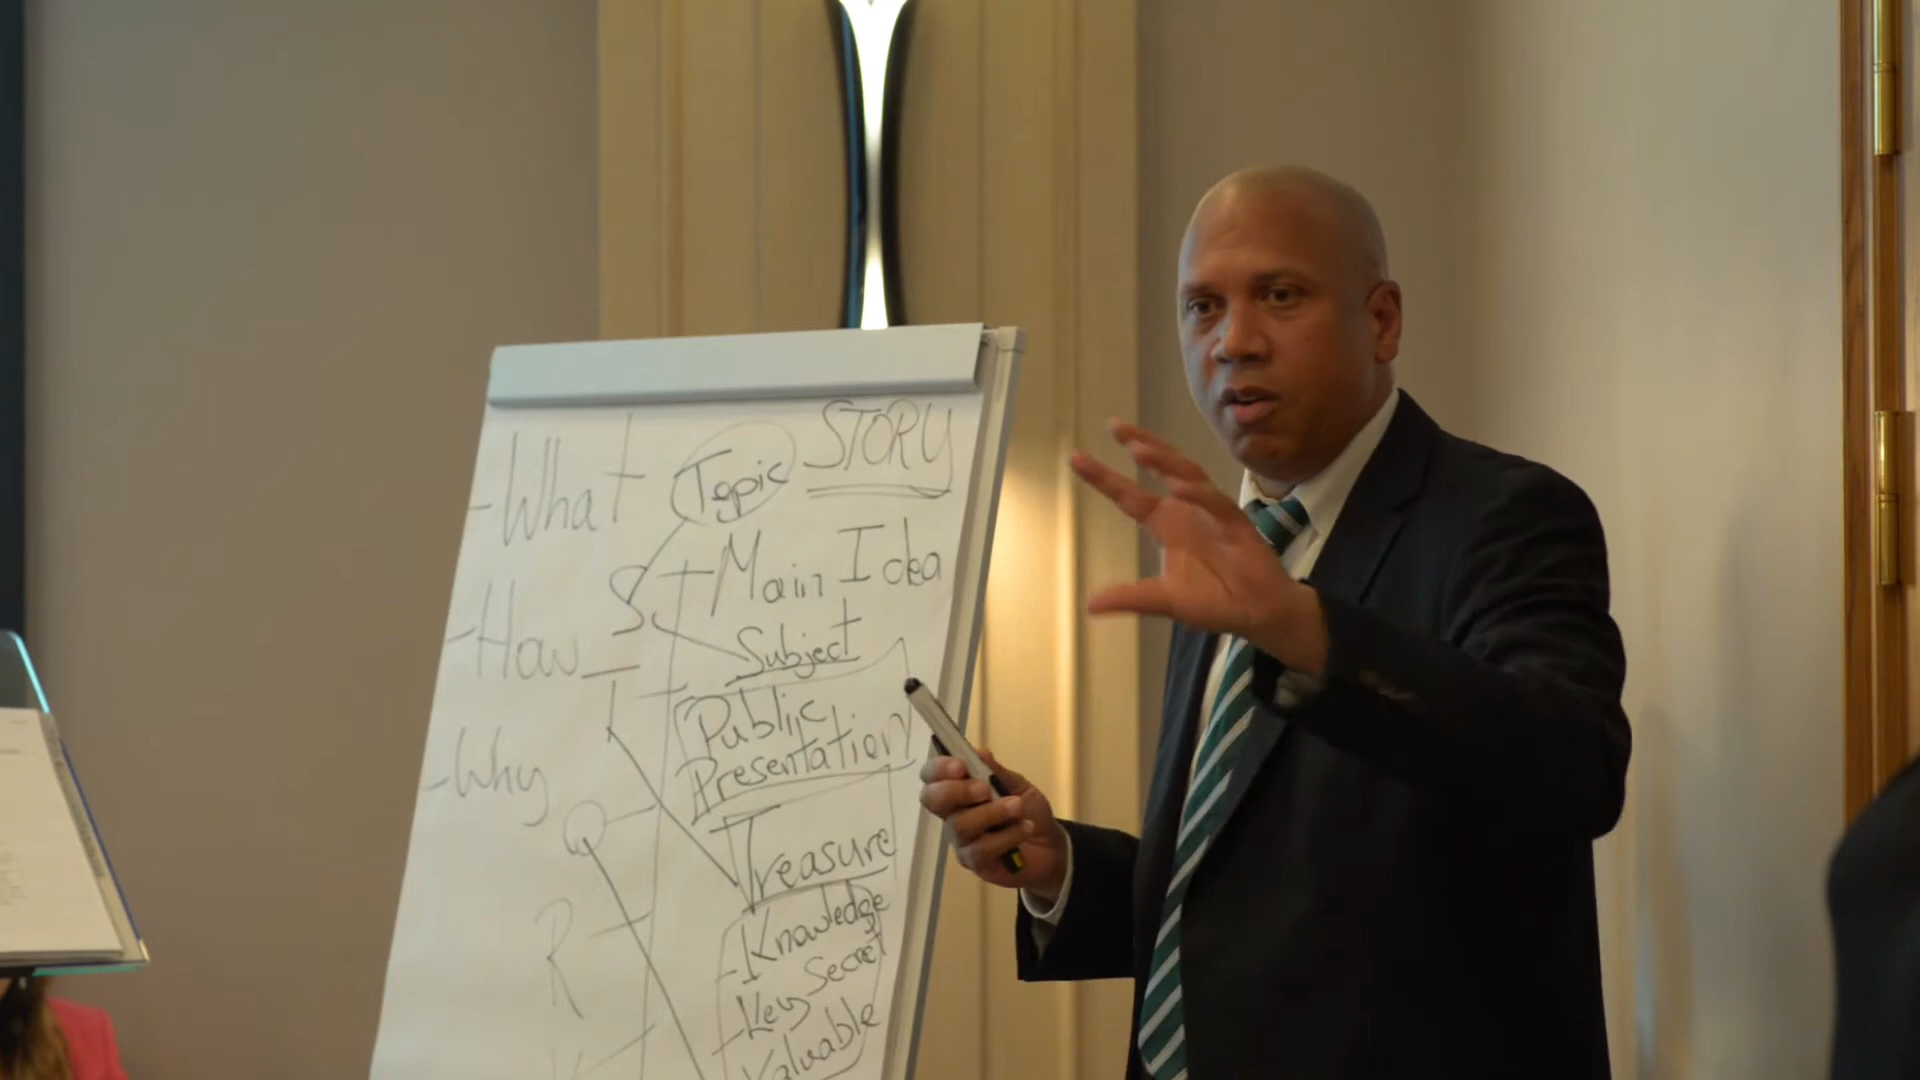 -What Topic STORY
-How S Main Idea
Subject
T Public
Presentation
-Why
Treasure
Q
Knowledge
R
Secret
-Key
Valuable